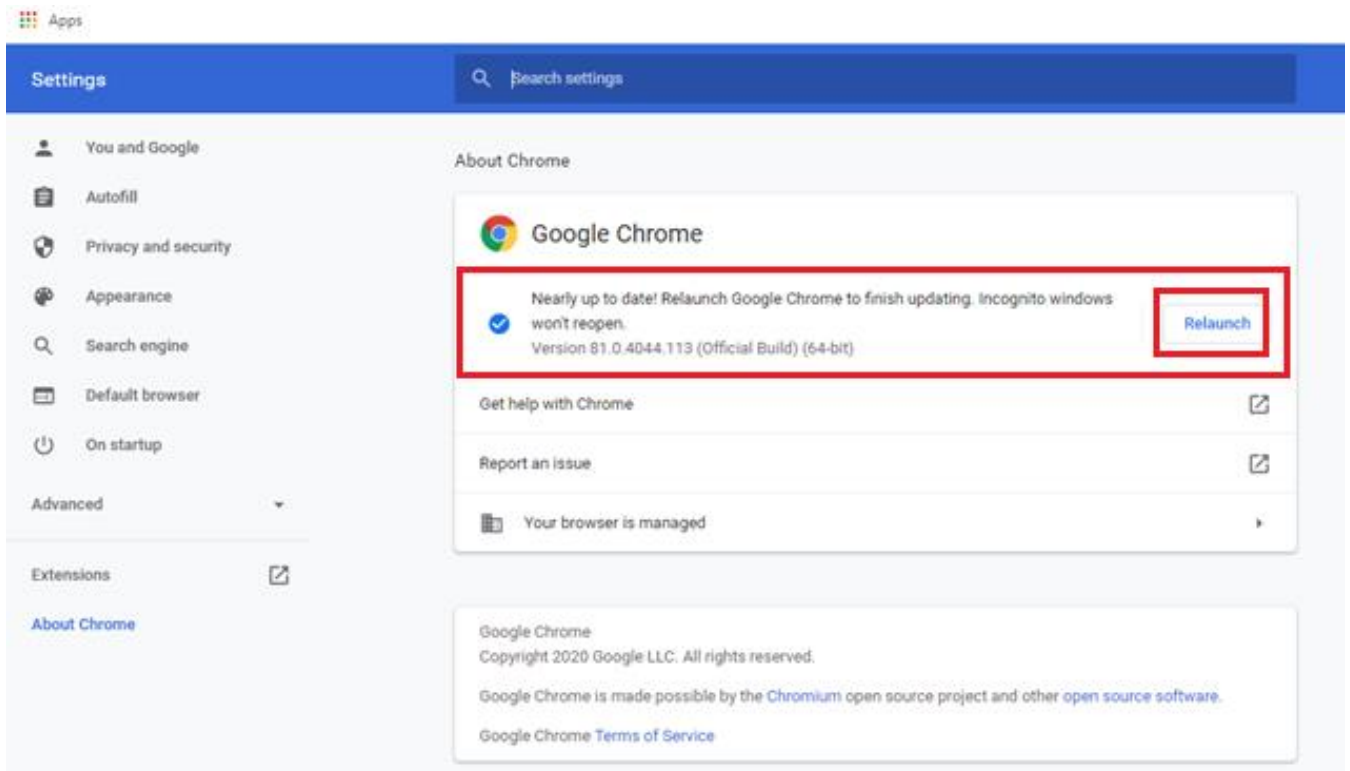 Apps
Settings
Search settings
You and Google
Autofill
Privacy and security
Appearance
Search engine
Default browser
On startup
Advanced
Extensions
About Chrome
About Chrome
Google Chrome
Nearly up to date! Relaunch Google Chrome to finish updating. Incognito windows
won't reopen.
Version 81.0.4044.113 (Official Build) (64-bit)
Relaunch
Get help with Chrome
Report an issue
Your browser is managed
Google Chrome
Copyright 2020 Google LLC. All rights reserved.
Google Chrome is made possible by the Chromium open source project and other open source software.
Google Chrome Terms of Service